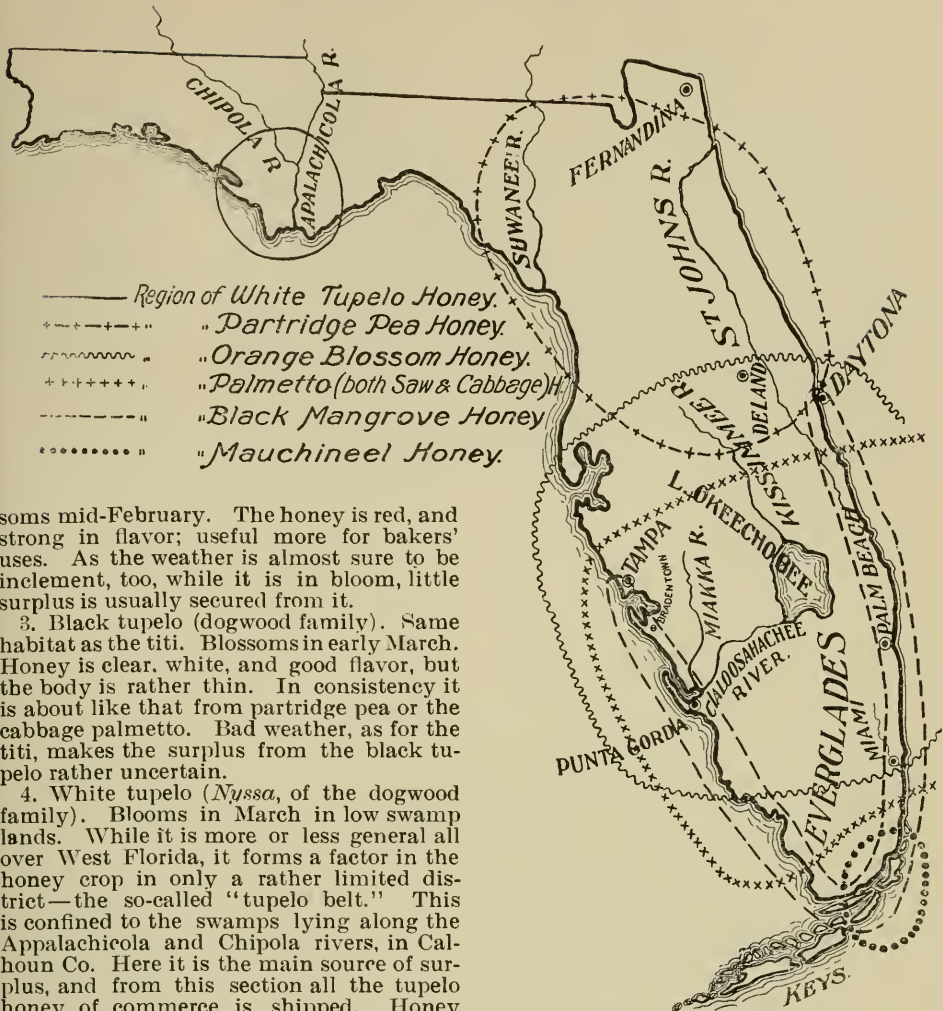 CHIPOLA R
APALACHICOLA R.
SUWANEE R.
FERNANDINA
ST JOHNS R.
DAYTONA
Region of White Tupelo Honey.
" " Partridge Pea Honey.
" " Orange Blossom Honey.
" " Palmetto (both Saw & Cabbage) H
" " Black Mangrove Honey
" " Mauchineel Honey.
DELAND
KISSINMEE R
L. OKEECHOBEE
TAMPA
BRADENTOWN
MIAKKA R.
PALM BEACH
CALOOSAHACHEE
RIVER.
PUNTA GORDIA
EVERGLADES
MIAMI
KEYS.
soms mid-February. The honey is red, and
strong in flavor; useful more for bakers'
uses. As the weather is almost sure to be
inclement, too, while it is in bloom, little
surplus is usually secured from it.
3. Black tupelo (dogwood family). Same
habitat as the titi. Blossoms in early March.
Honey is clear, white, and good flavor, but
the body is rather thin. In consistency it
is about like that from partridge pea or the
cabbage palmetto. Bad weather, as for the
titi, makes the surplus from the black tu-
pelo rather uncertain.
4. White tupelo (Nyssa, of the dogwood
family). Blooms in March in low swamp
lands. While it is more or less general all
over West Florida, it forms a factor in the
honey crop in only a rather limited dis-
trict—the so-called "tupelo belt." This
is confined to the swamps lying along the
Appalachicola and Chipola rivers, in Cal-
houn Co. Here it is the main source of sur-
plus, and from this section all the tupelo
honey of commerce is shipped. Honey